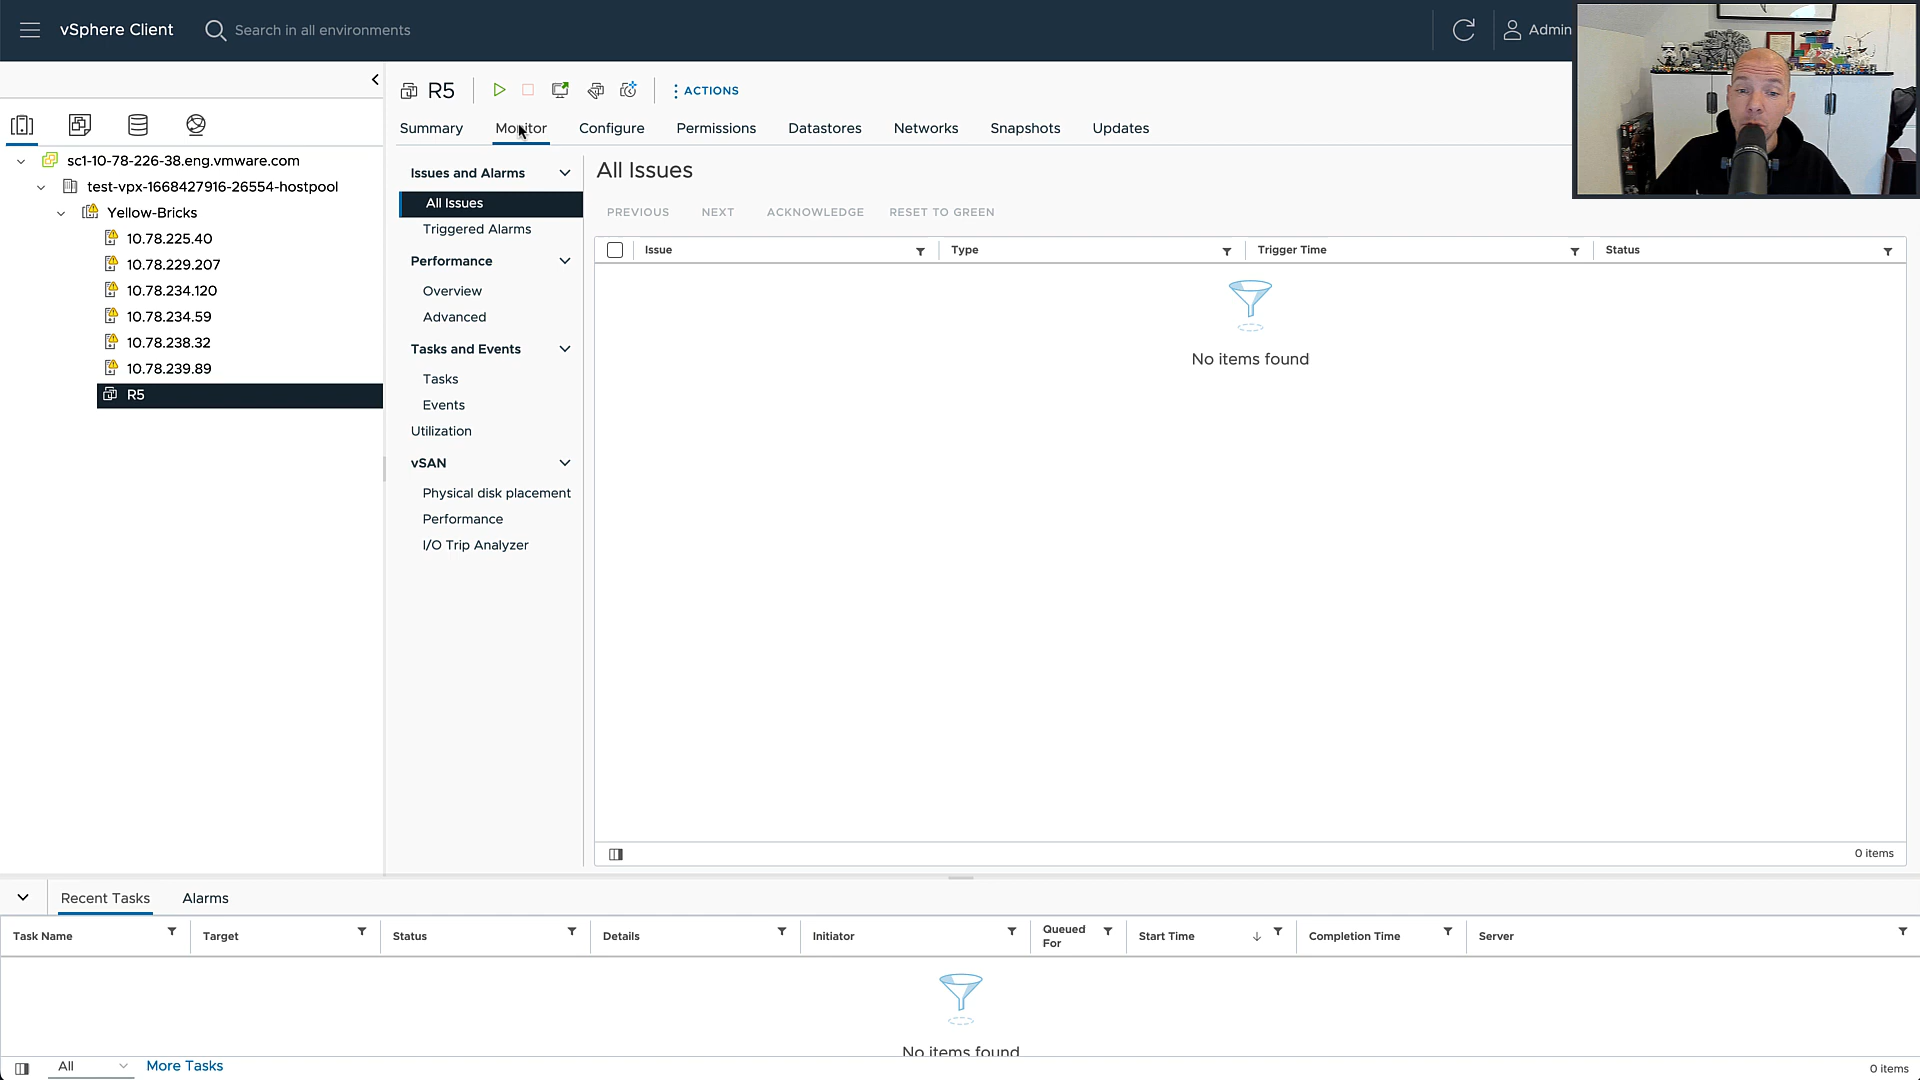 vSphere Client
Search in all environments
Admin
R5
ACTIONS
Summary
Monitor
Configure
Permissions
Datastores
Networks
Snapshots
Updates
sc1-10-78-226-38.eng.vmware.com
test-vpx-1668427916-26554-hostpool
Yellow-Bricks
10.78.225.40
10.78.229.207
10.78.234.120
10.78.234.59
10.78.238.32
10.78.239.89
R5
Issues and Alarms
All Issues
Triggered Alarms
Performance
Overview
Advanced
Tasks and Events
Tasks
Events
Utilization
vSAN
Physical disk placement
Performance
I/O Trip Analyzer
All Issues
PREVIOUS
NEXT
ACKNOWLEDGE
RESET TO GREEN
Issue
Type
Trigger Time
Status
No items found
0 items
Recent Tasks
Alarms
Task Name
Target
Status
Details
Initiator
Queued
For
Start Time
Completion Time
Server
No items found
All
More Tasks
0 items